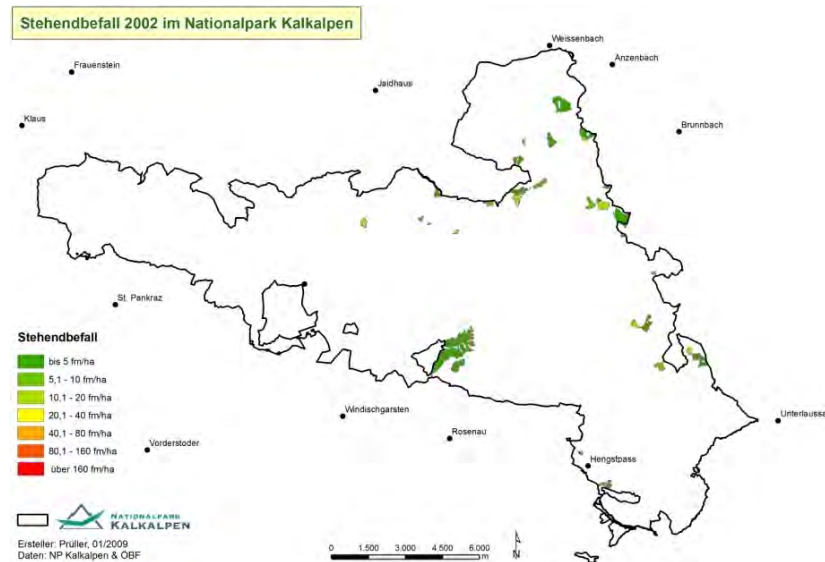 Stehendbefall 2002 im Nationalpark Kalkalpen
Weissenbach
Frauenstein
Anzenbach
Jaidhaus
Klaus
Brunnbach
St. Pankraz
Stehendbefall
bis 5 fm/ha
5,1 - 10 fm/ha
10,1 - 20 fm/ha
20,1 - 40 fm/ha
40,1 - 80 fm/ha
80,1 - 160 fm/ha
über 160 fm/ha
Windischgarsten
Unterlaussa
Rosenau
Vorderstoder
Hengstpass
NATIONALPARK
KALKALPEN
Ersteller: Prüller, 01/2009
Daten: NP Kalkalpen & ÖBF
0 1.500 3.000 4.500 6.000
m
N